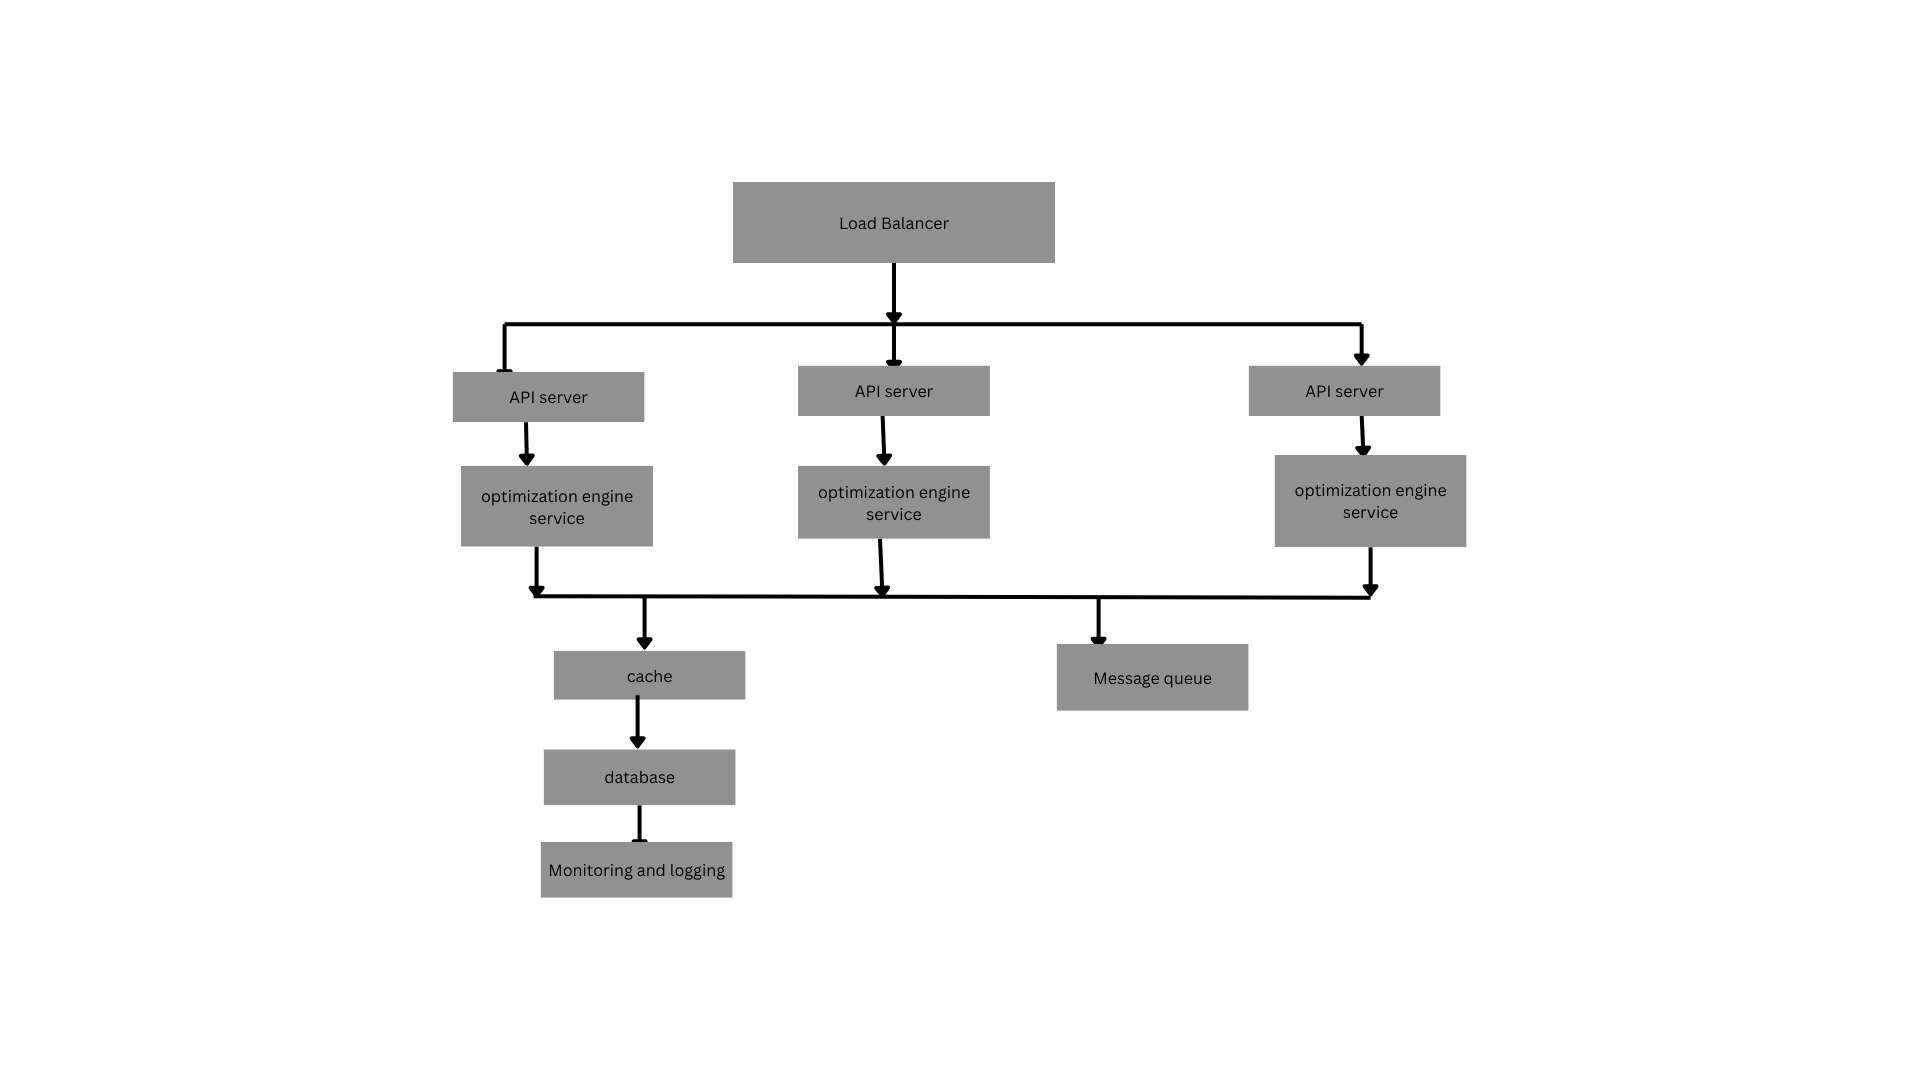 Load Balancer
API server
API server
API server
optimization engine
service
optimization engine
service
optimization engine
service
cache
Message queue
database
Monitoring and logging